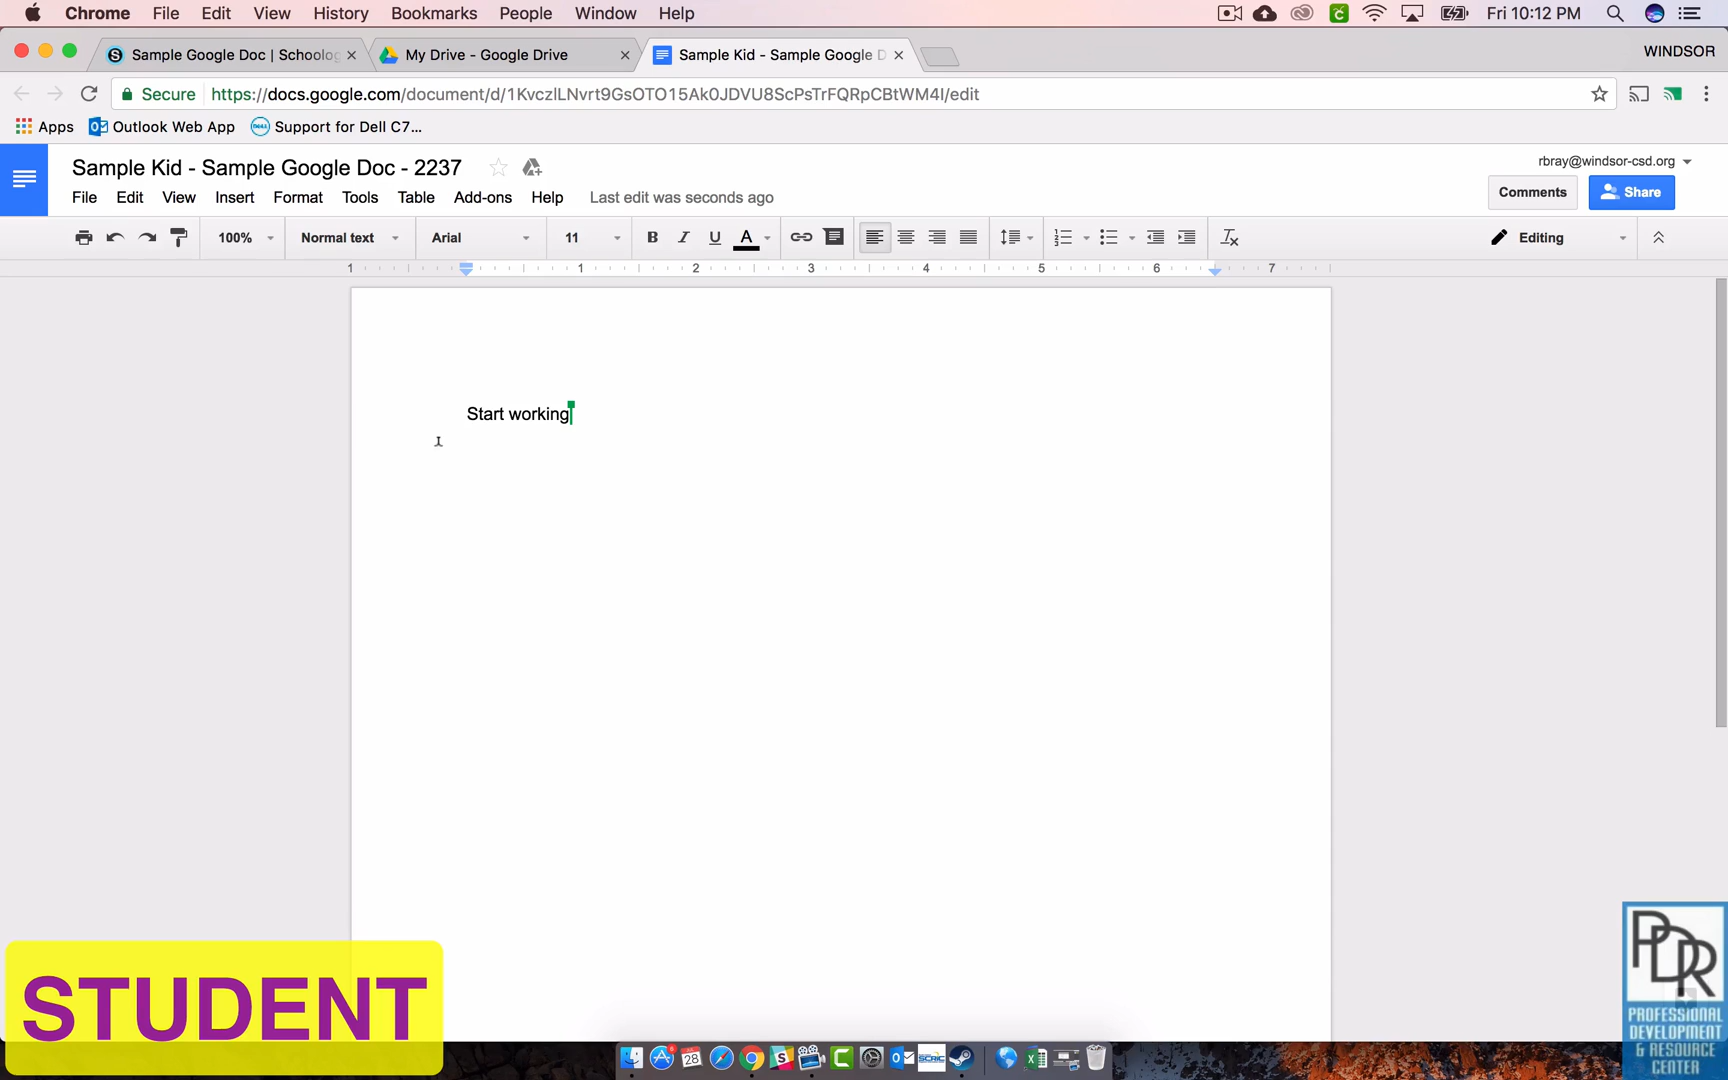 Chrome File Edit View History Bookmarks People Window Help Fri 10:12 PM
Sample Google Doc | Schoolog My Drive - Google Drive Sample Kid - Sample Google D WINDSOR
Secure https://docs.google.com/document/d/1KvczlLNvrt9GsOTO15Ak0JDVU8ScPsTrFQRpCBtWM4I/edit
Apps Outlook Web App Support for Dell C7...
Sample Kid - Sample Google Doc - 2237 rbray@windsor-csd.org
File Edit View Insert Format Tools Table Add-ons Help Last edit was seconds ago Comments Share
100% Normal text Arial 11 B I U A Editing
1 1 2 3 4 5 6 7
Start working
STUDENT
PDR
PROFESSIONAL
DEVELOPMENT
& RESOURCE
CENTER
28
SCRIC